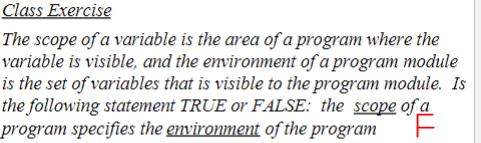 Class Exercise
The scope of a variable is the area of a program where the
variable is visible, and the environment of a program module
is the set of variables that is visible to the program module. Is
the following statement TRUE or FALSE: the scope of a
program specifies the environment of the program F